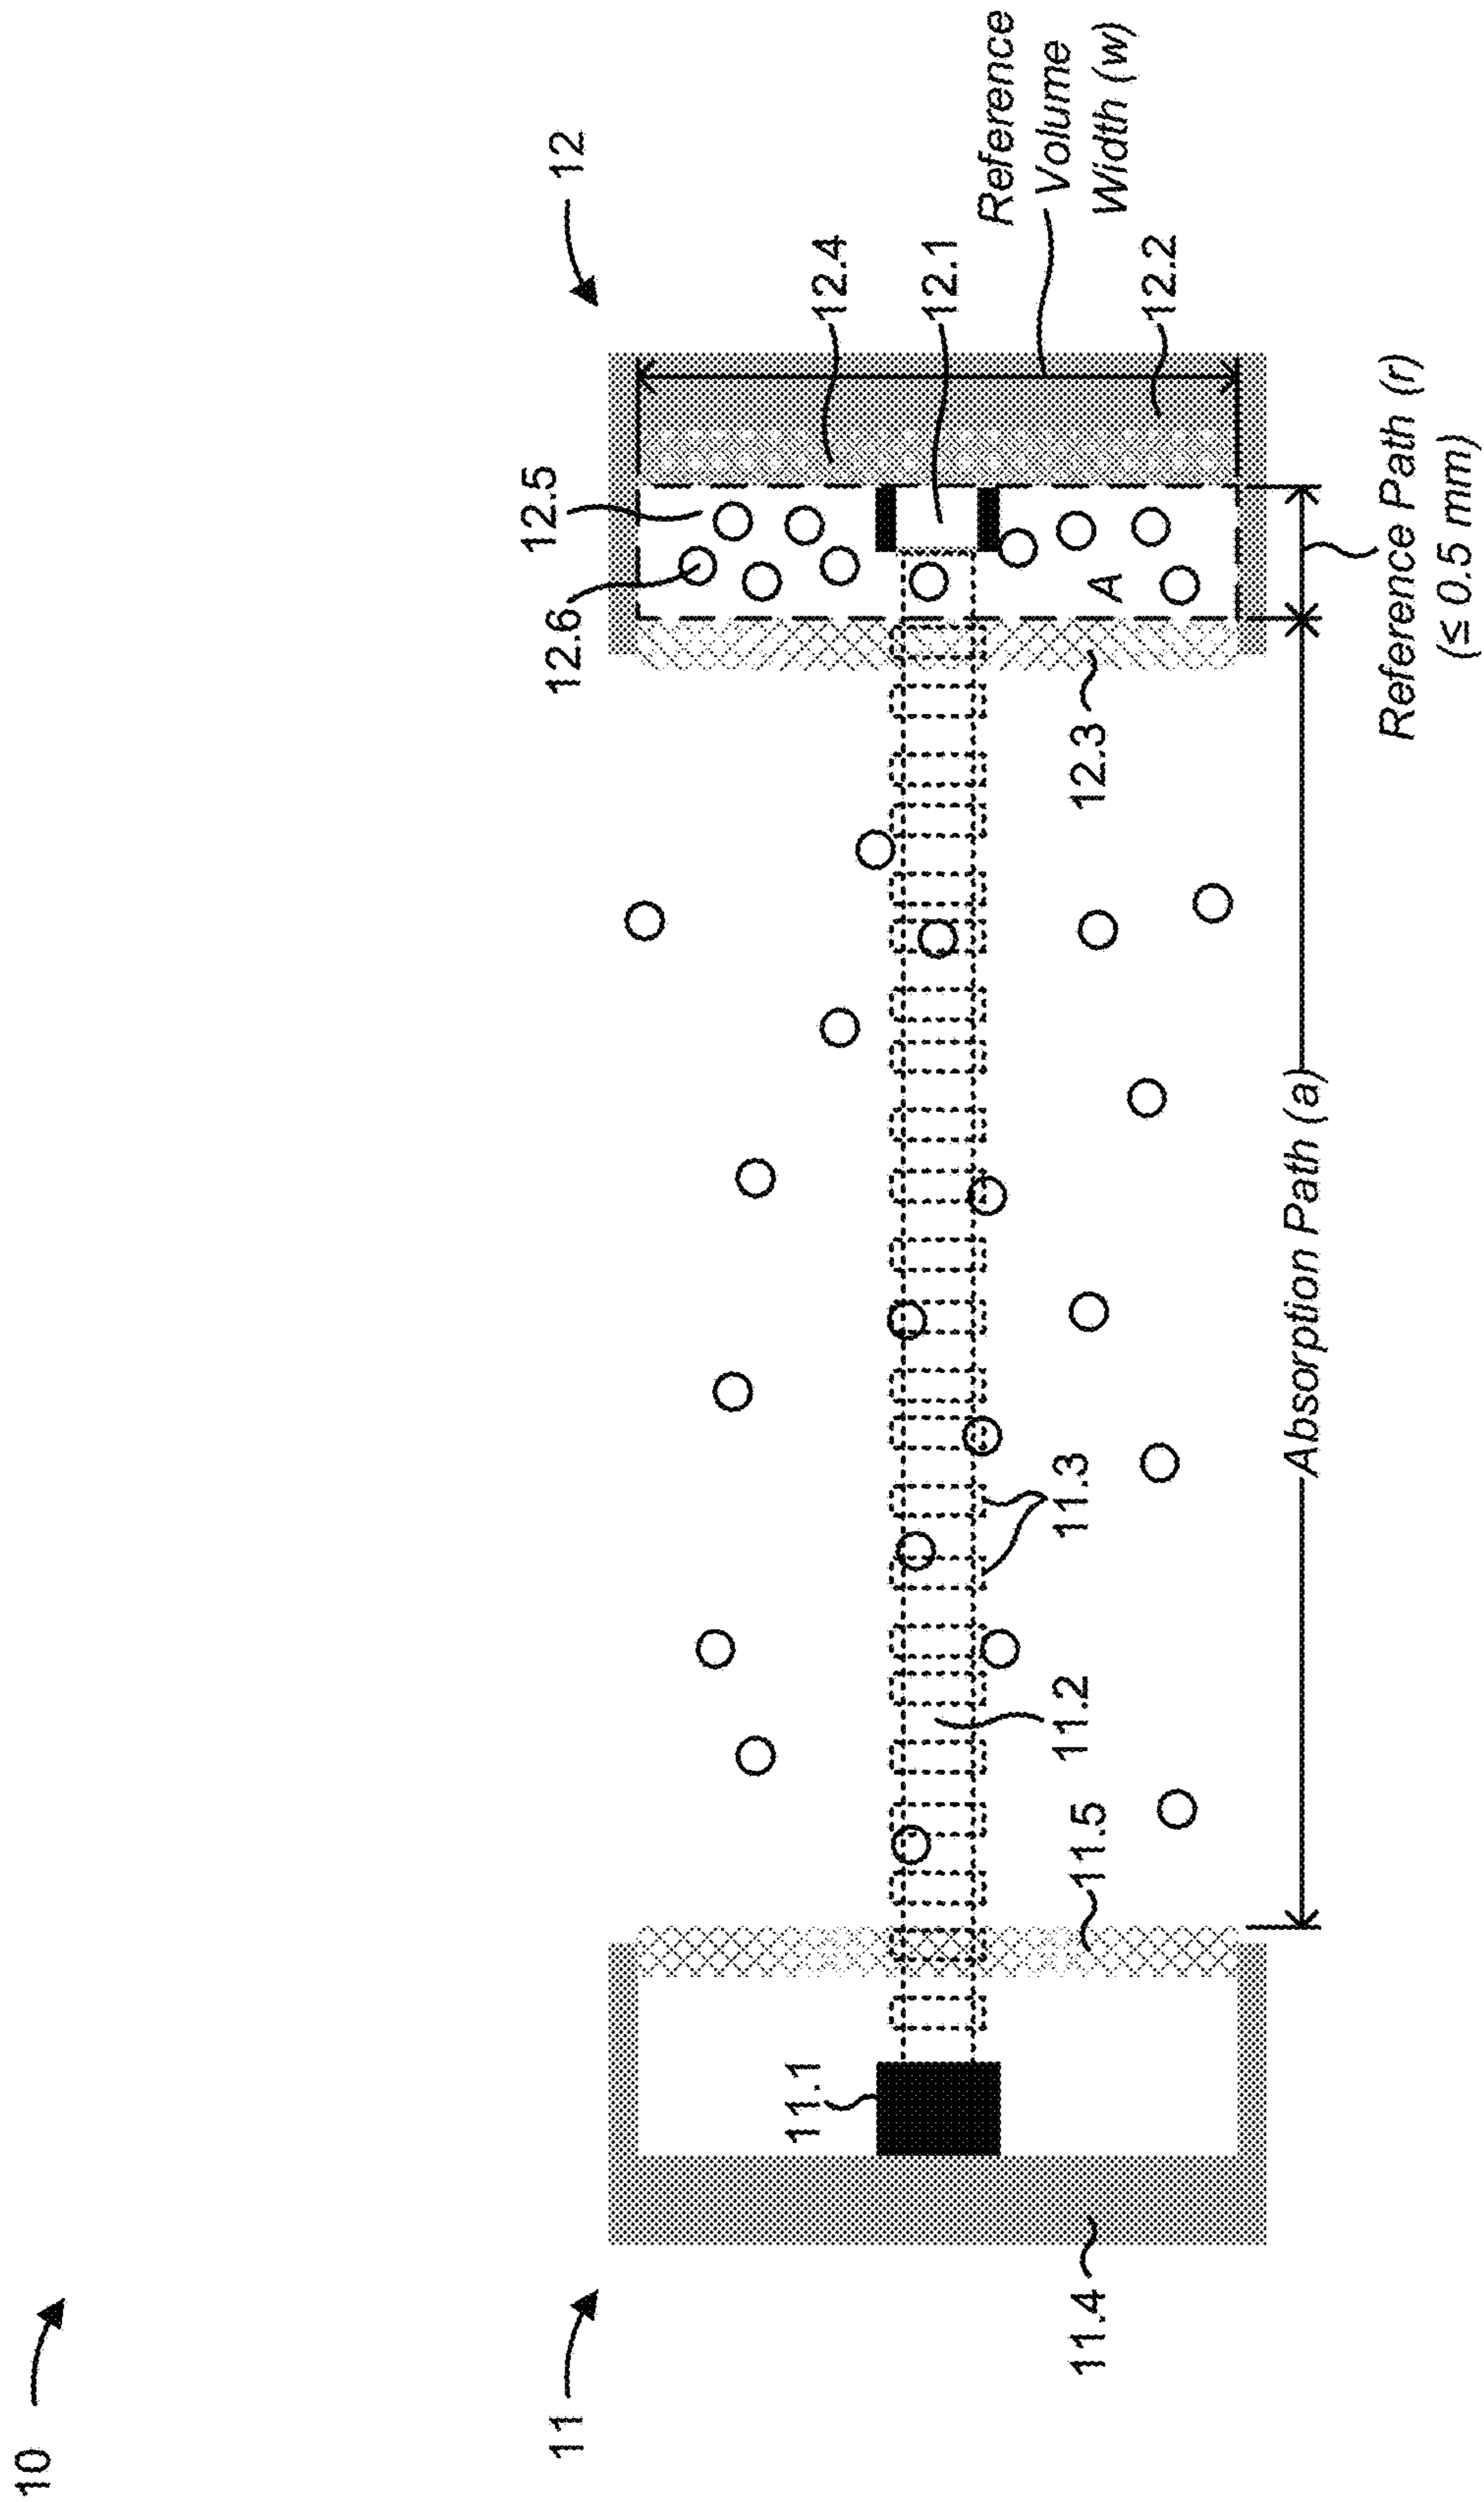 10
11
12
11.4
11.1
11.5
11.2
11.3
12.3
12.6
12.5
A
12.4
12.1
12.2
Reference
Volume
Width (w)
Absorption Path (a)
Reference Path (r)
(≤ 0.5 mm)